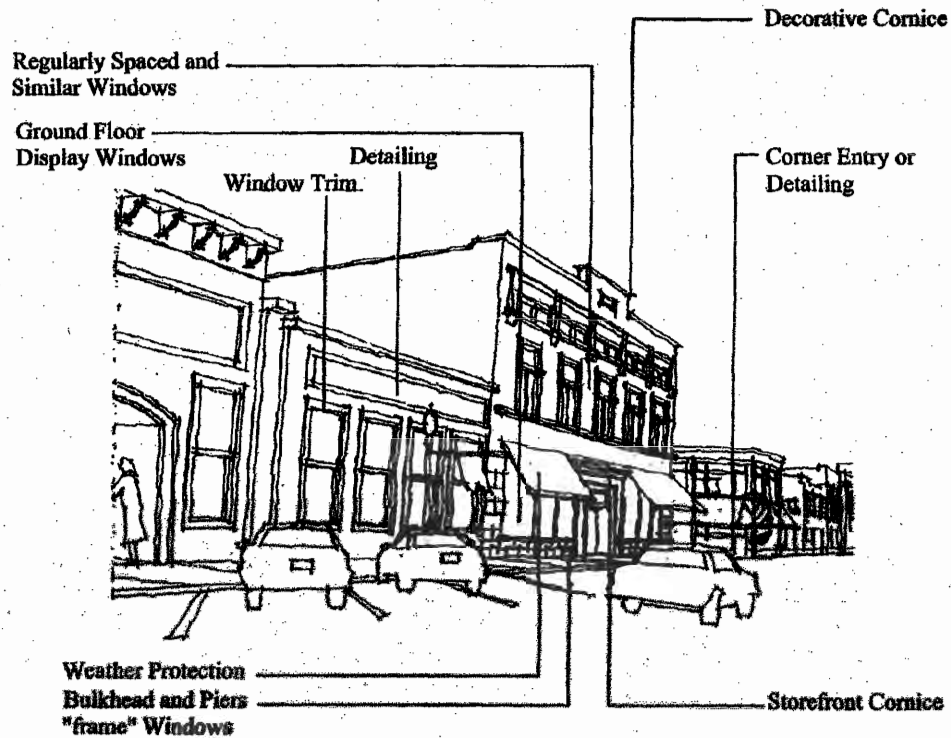 Decorative Cornice
Regularly Spaced and
Similar Windows
Ground Floor
Display Windows
Detailing
Window Trim
Corner Entry or
Detailing
Weather Protection
Bulkhead and Piers
"frame" Windows
Storefront Cornice